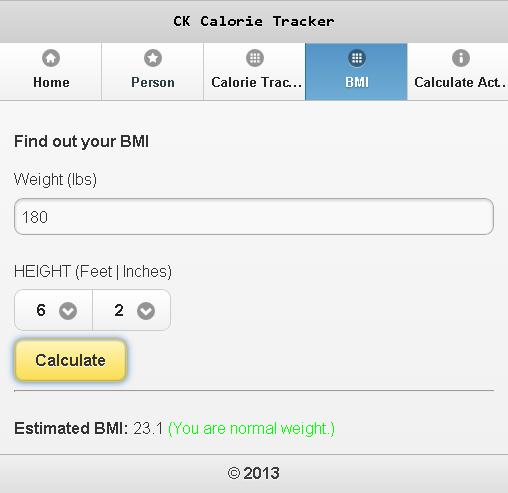 CK Calorie Tracker
Home Person Calorie Trac... BMI Calculate Act...
Find out your BMI
Weight (lbs)
180
HEIGHT (Feet | Inches)
6 2
Calculate
Estimated BMI: 23.1 (You are normal weight.)
© 2013